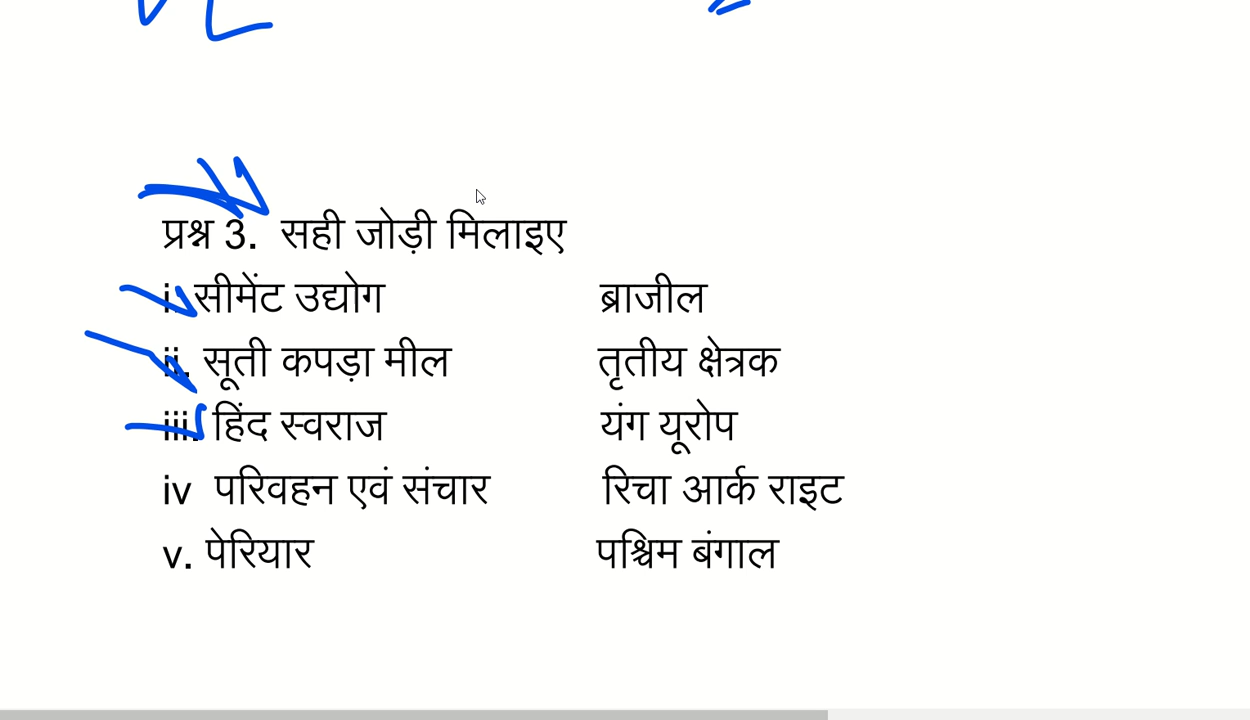 प्रश्न 3. सही जोड़ी मिलाइए
i. सीमेंट उद्योग ब्राजील
ii. सूती कपड़ा मील तृतीय क्षेत्रक
iii. हिंद स्वराज यंग यूरोप
iv परिवहन एवं संचार रिचा आर्क राइट
v. पेरियार पश्चिम बंगाल